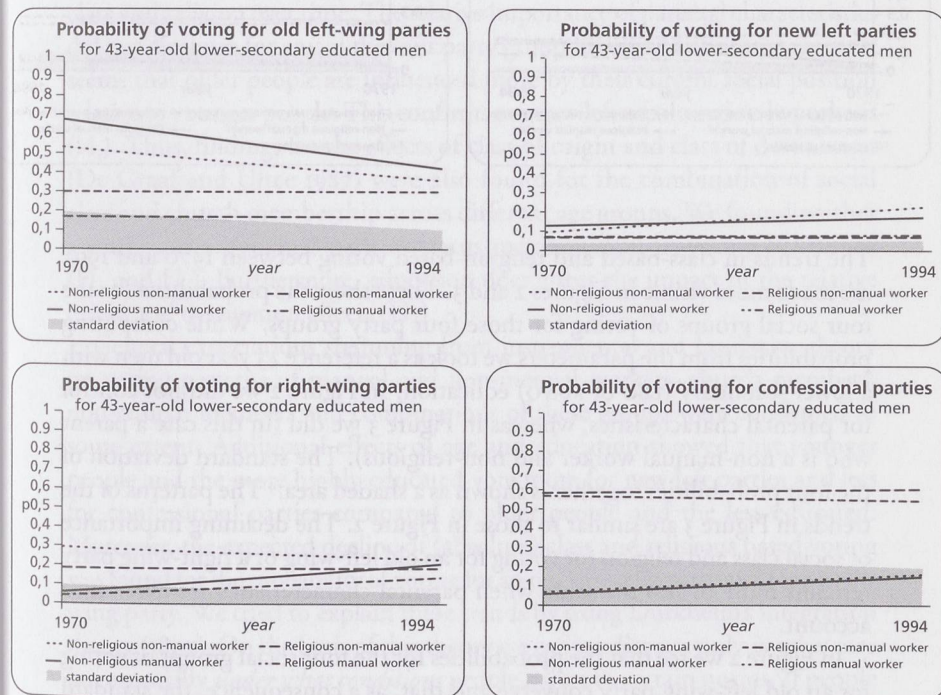 Probability of voting for old left-wing parties
for 43-year-old lower-secondary educated men
1
0,9
0,8
0,7
0,6
p0,5
0,4
0,3
0,2
0,1
0
1970 year 1994
Non-religious non-manual worker Religious non-manual worker
Non-religious manual worker Religious manual worker
standard deviation
Probability of voting for new left parties
for 43-year-old lower-secondary educated men
1
0,9
0,8
0,7
0,6
p0,5
0,4
0,3
0,2
0,1
0
1970 year 1994
Non-religious non-manual worker Religious non-manual worker
Non-religious manual worker Religious manual worker
standard deviation
Probability of voting for right-wing parties
for 43-year-old lower-secondary educated men
1
0,9
0,8
0,7
0,6
p0,5
0,4
0,3
0,2
0,1
0
1970 year 1994
Non-religious non-manual worker Religious non-manual worker
Non-religious manual worker Religious manual worker
standard deviation
Probability of voting for confessional parties
for 43-year-old lower-secondary educated men
1
0,9
0,8
0,7
0,6
p0,5
0,4
0,3
0,2
0,1
0
1970 year 1994
Non-religious non-manual worker Religious non-manual worker
Non-religious manual worker Religious manual worker
standard deviation